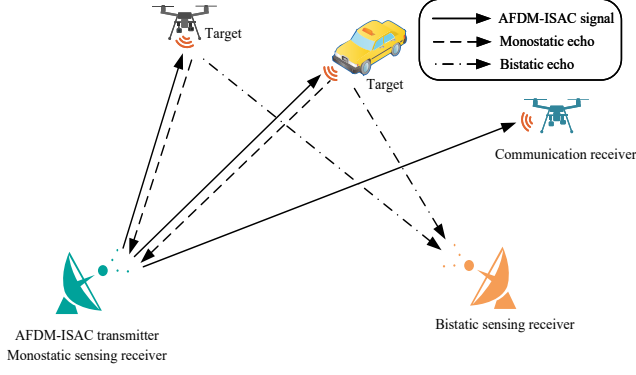 Target
Target
AFDM-ISAC signal
Monostatic echo
Bistatic echo
Communication receiver
AFDM-ISAC transmitter
Monostatic sensing receiver
Bistatic sensing receiver